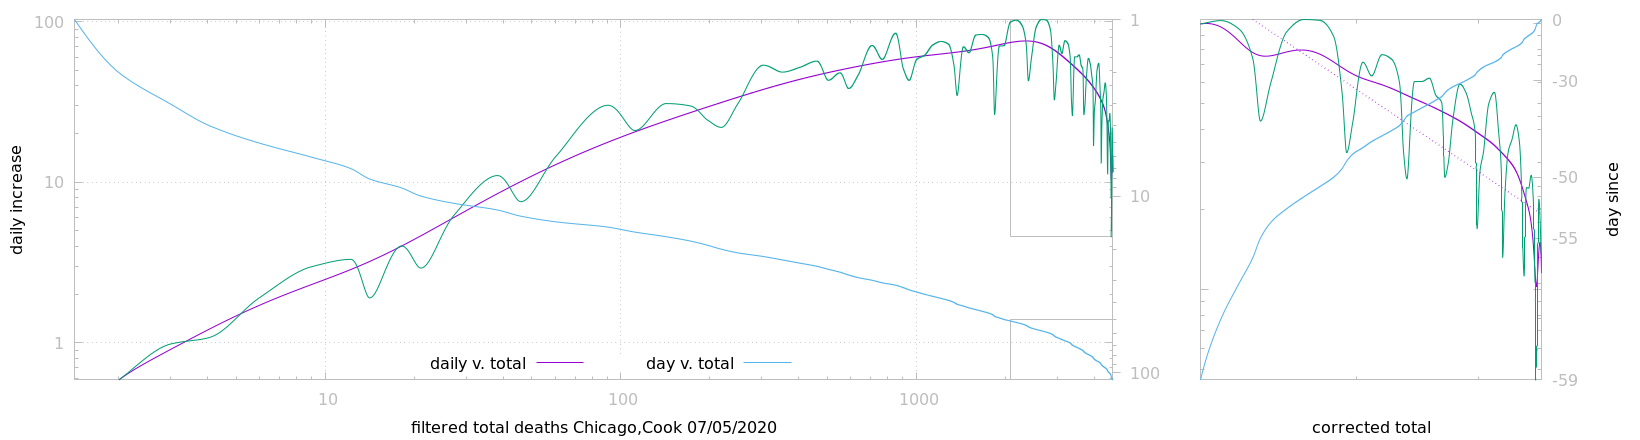 100
10
1
daily increase
1
10
100
10
100
1000
daily v. total
day v. total
filtered total deaths Chicago,Cook 07/05/2020
0
-30
-50
-55
-59
day since
corrected total